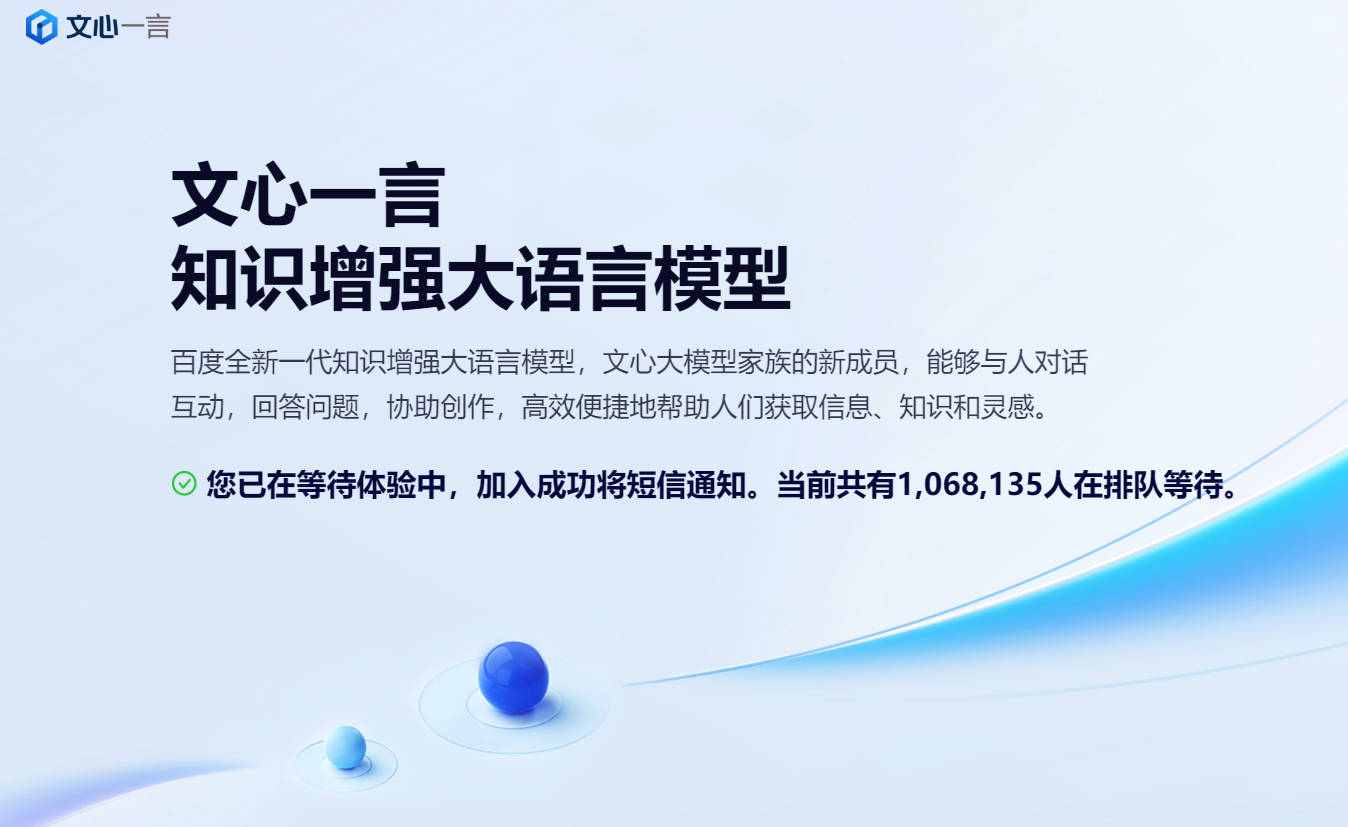 文心一言
文心一言
知识增强大语言模型
百度全新一代知识增强大语言模型，文心大模型家族的新成员，能够与人对话
互动，回答问题，协助创作，高效便捷地帮助人们获取信息、知识和灵感。
您已在等待体验中，加入成功将短信通知。当前共有1,068,135人在排队等待。